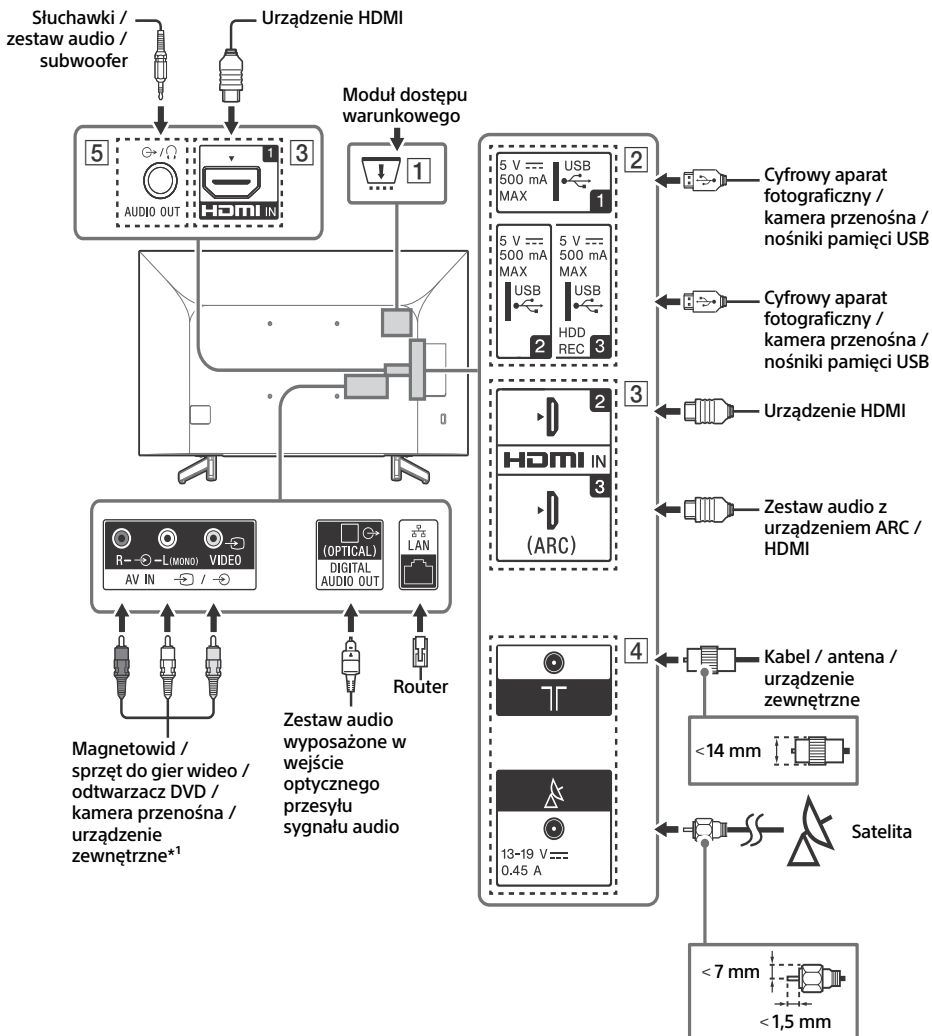 Słuchawki /
zestaw audio /
subwoofer
Urządzenie HDMI
Moduł dostępu
warunkowego
5
AUDIO OUT
1
HDMI IN
3
1
5 V
500 mA
MAX
USB
1
2
Cyfrowy aparat
fotograficzny /
kamera przenośna /
nośniki pamięci USB
5 V
500 mA
MAX
USB
2
5 V
500 mA
MAX
USB
HDD
REC 3
Cyfrowy aparat
fotograficzny /
kamera przenośna /
nośniki pamięci USB
2
HDMI IN
3
(ARC)
3
Urządzenie HDMI
Zestaw audio z
urządzeniem ARC /
HDMI
R- -L(MONO) VIDEO
AV IN /
(OPTICAL)
DIGITAL
AUDIO OUT
LAN
Router
Magnetowid /
sprzęt do gier wideo /
odtwarzacz DVD /
kamera przenośna /
urządzenie
zewnętrzne*1
Zestaw audio
wyposażone w
wejście
optycznego
przesyłu
sygnału audio
4
Kabel / antena /
urządzenie
zewnętrzne
<14 mm
13-19 V
0.45 A
Satelita
<7 mm
<1,5 mm